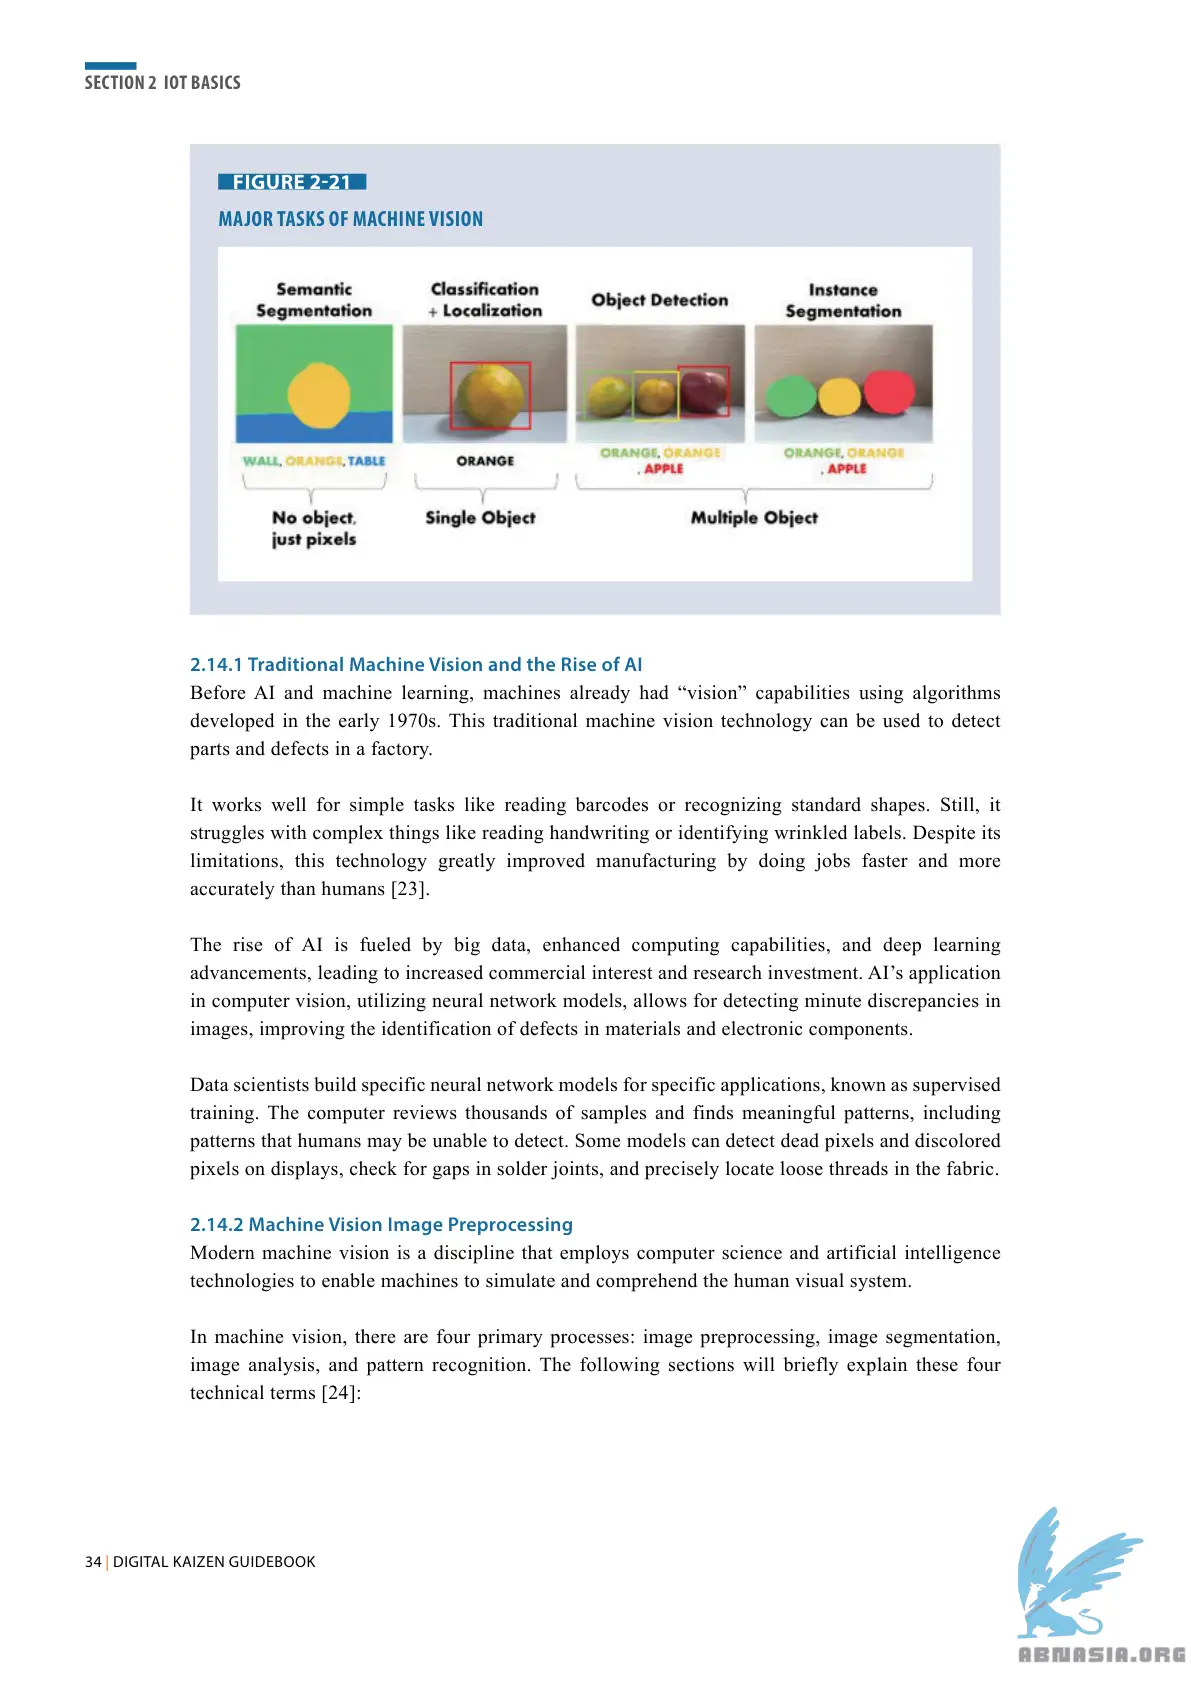 SECTION 2 IOT BASICS
FIGURE 2-21
MAJOR TASKS OF MACHINE VISION
Semantic
Segmentation
Classification
+ Localization
Object Detection
Instance
Segmentation
WALL, ORANGE, TABLE
ORANGE
ORANGE, ORANGE
, APPLE
ORANGE, ORANGE
, APPLE
No object,
just pixels
Single Object
Multiple Object
2.14.1 Traditional Machine Vision and the Rise of AI
Before AI and machine learning, machines already had “vision” capabilities using algorithms
developed in the early 1970s. This traditional machine vision technology can be used to detect
parts and defects in a factory.
It works well for simple tasks like reading barcodes or recognizing standard shapes. Still, it
struggles with complex things like reading handwriting or identifying wrinkled labels. Despite its
limitations, this technology greatly improved manufacturing by doing jobs faster and more
accurately than humans [23].
The rise of AI is fueled by big data, enhanced computing capabilities, and deep learning
advancements, leading to increased commercial interest and research investment. AI’s application
in computer vision, utilizing neural network models, allows for detecting minute discrepancies in
images, improving the identification of defects in materials and electronic components.
Data scientists build specific neural network models for specific applications, known as supervised
training. The computer reviews thousands of samples and finds meaningful patterns, including
patterns that humans may be unable to detect. Some models can detect dead pixels and discolored
pixels on displays, check for gaps in solder joints, and precisely locate loose threads in the fabric.
2.14.2 Machine Vision Image Preprocessing
Modern machine vision is a discipline that employs computer science and artificial intelligence
technologies to enable machines to simulate and comprehend the human visual system.
In machine vision, there are four primary processes: image preprocessing, image segmentation,
image analysis, and pattern recognition. The following sections will briefly explain these four
technical terms [24]:
34 | DIGITAL KAIZEN GUIDEBOOK
ABNASIA.ORG